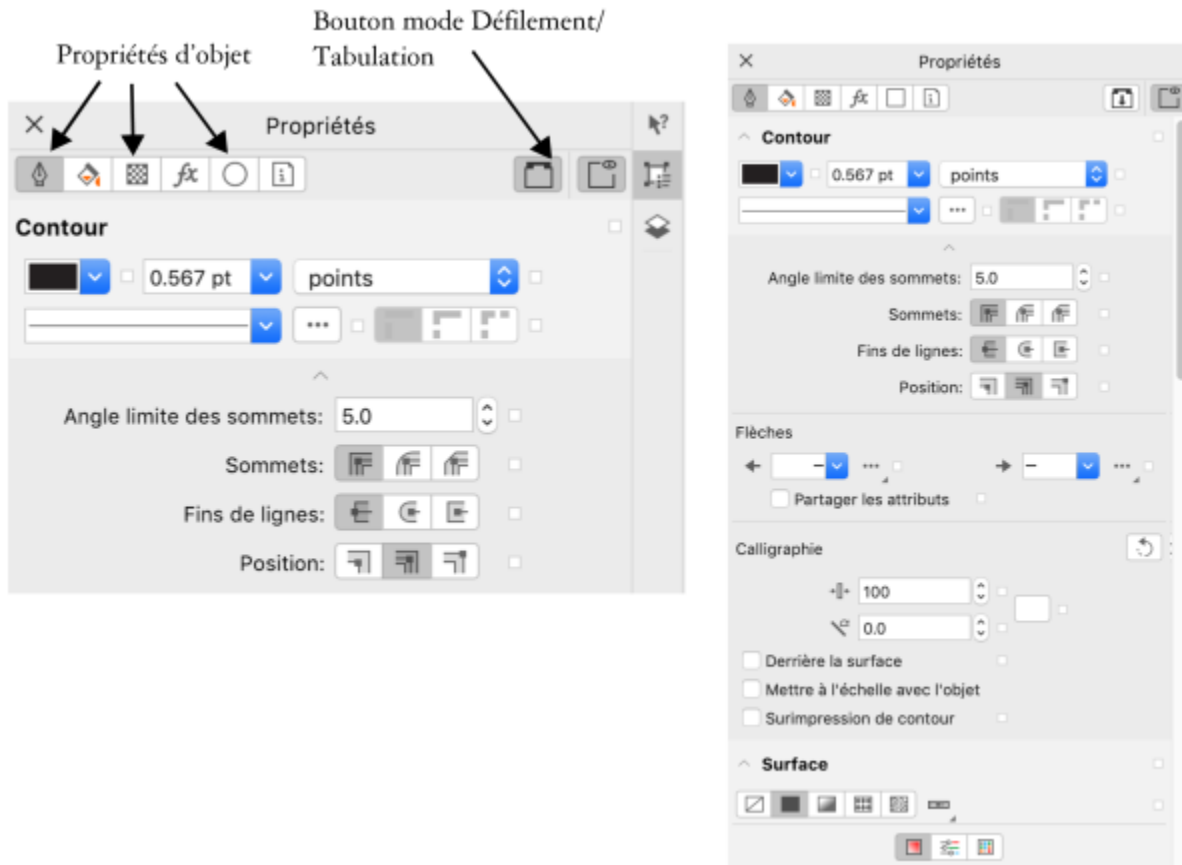 Bouton mode Défilement/
Propriétés d'objet
Tabulation
Propriétés
fx
Contour
0.567 pt
points
Angle limite des sommets: 5.0
Sommets:
Fins de lignes:
Position:
Propriétés
fx
Contour
0.567 pt
points
Angle limite des sommets: 5.0
Sommets:
Fins de lignes:
Position:
Flèches
Partager les attributs
Calligraphie
100
0.0
Derrière la surface
Mettre à l'échelle avec l'objet
Surimpression de contour
Surface